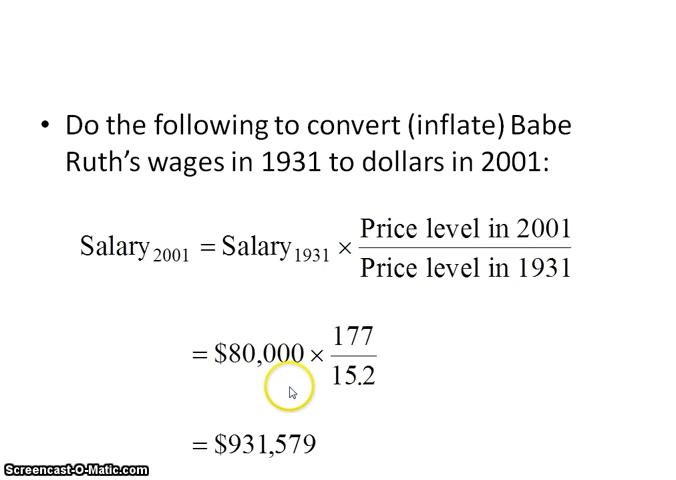 • Do the following to convert (inflate) Babe
Ruth's wages in 1931 to dollars in 2001:
Salary₂₀₀₁ = Salary₁₉₃₁ × Price level in 2001 / Price level in 1931
= $80,000 × 177 / 15.2
= $931,579
Screencast-O-Matic.com